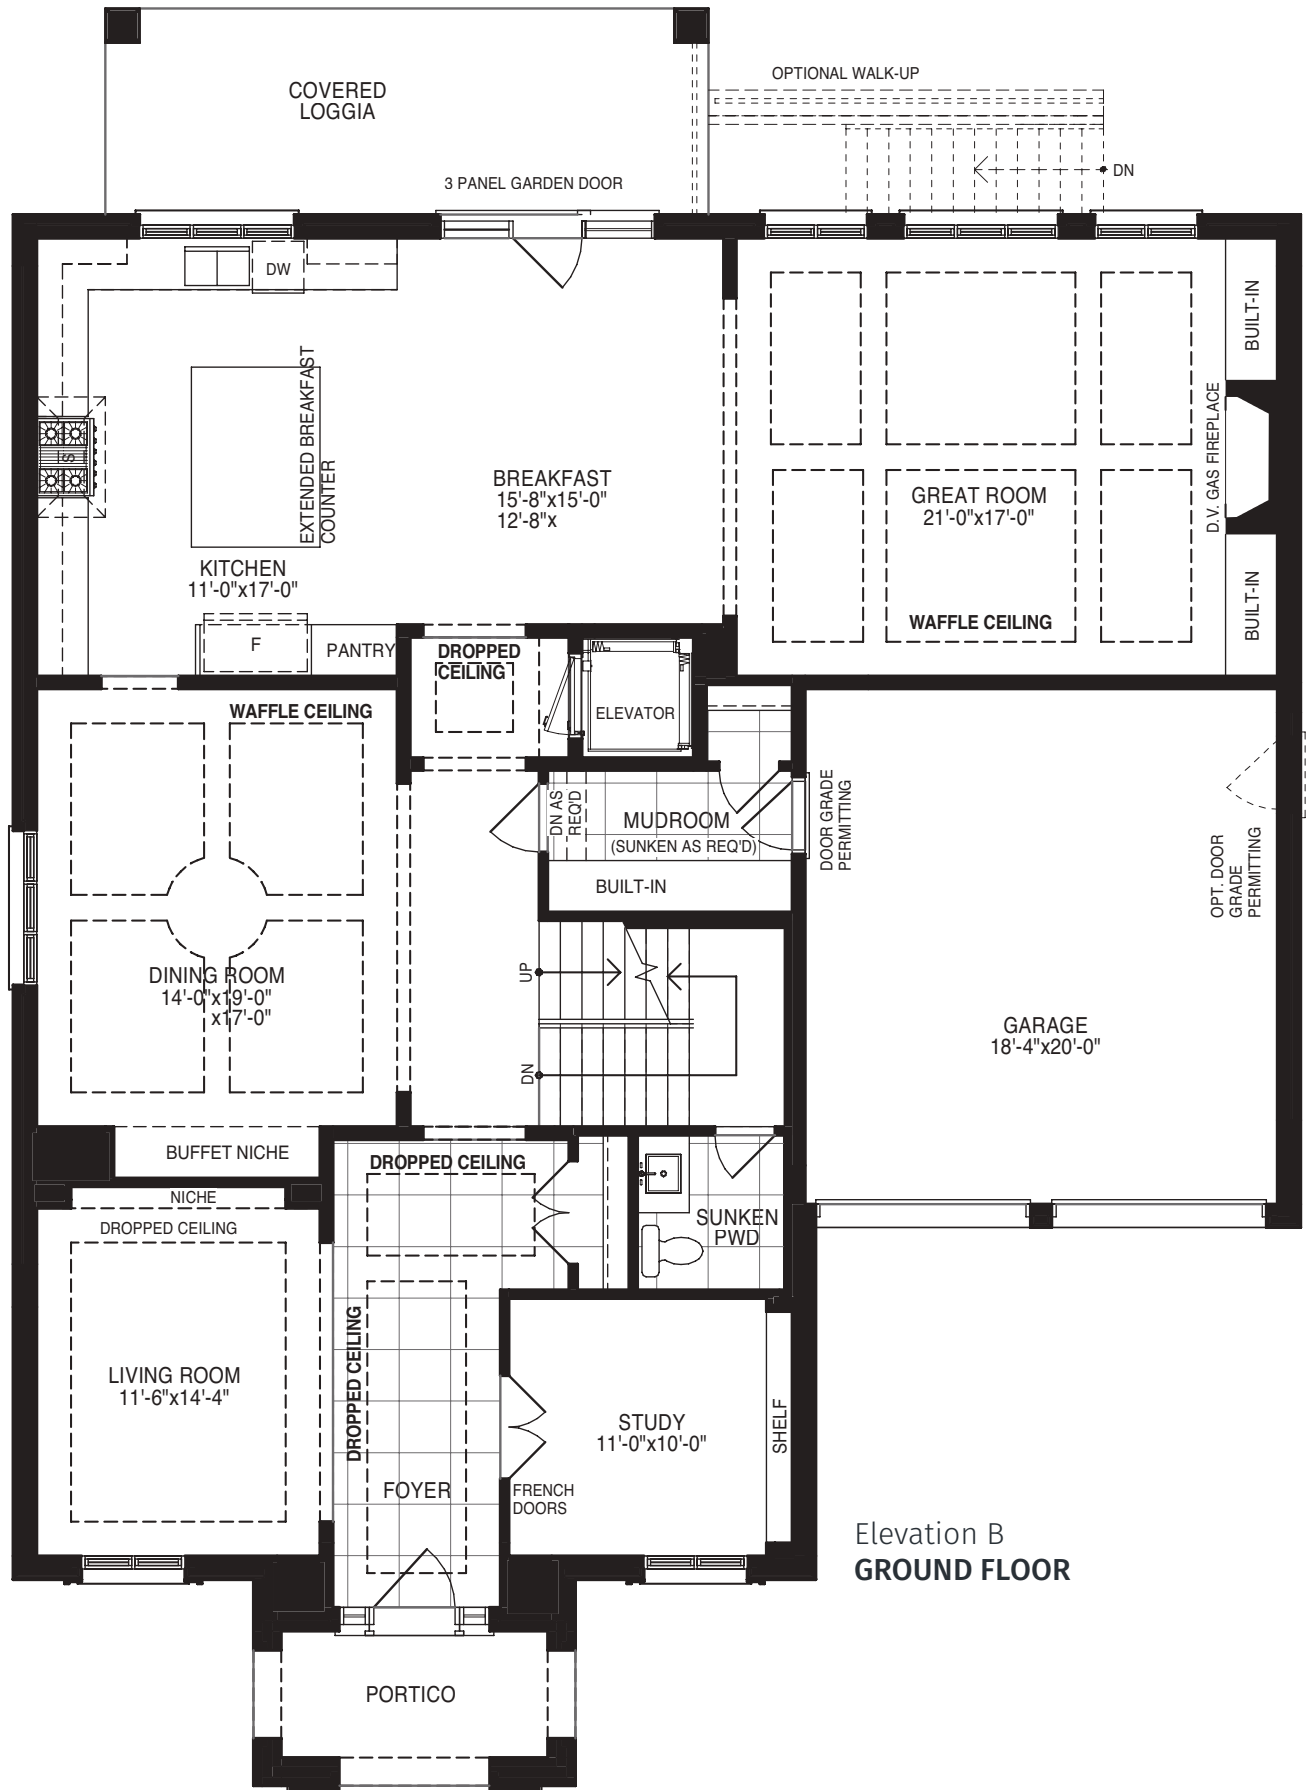 COVERED
LOGGIA
OPTIONAL WALK-UP
DN
3 PANEL GARDEN DOOR
DW
BUILT-IN
EXTENDED BREAKFAST
COUNTER
S
D.V. GAS FIREPLACE
BREAKFAST
15'-8"x15'-0"
12'-8"x
GREAT ROOM
21'-0"x17'-0"
KITCHEN
11'-0"x17'-0"
WAFFLE CEILING
BUILT-IN
F
PANTRY
DROPPED
CEILING
ELEVATOR
WAFFLE CEILING
DN AS
REQ'D
MUDROOM
(SUNKEN AS REQ'D)
BUILT-IN
DOOR GRADE
PERMITTING
OPT. DOOR
GRADE
PERMITTING
DINING ROOM
14'-0"x19'-0"
x17'-0"
UP
DN
GARAGE
18'-4"x20'-0"
BUFFET NICHE
DROPPED CEILING
NICHE
DROPPED CEILING
SUNKEN
PWD
LIVING ROOM
11'-6"x14'-4"
DROPPED CEILING
FOYER
STUDY
11'-0"x10'-0"
SHELF
FRENCH
DOORS
Elevation B
GROUND FLOOR
PORTICO